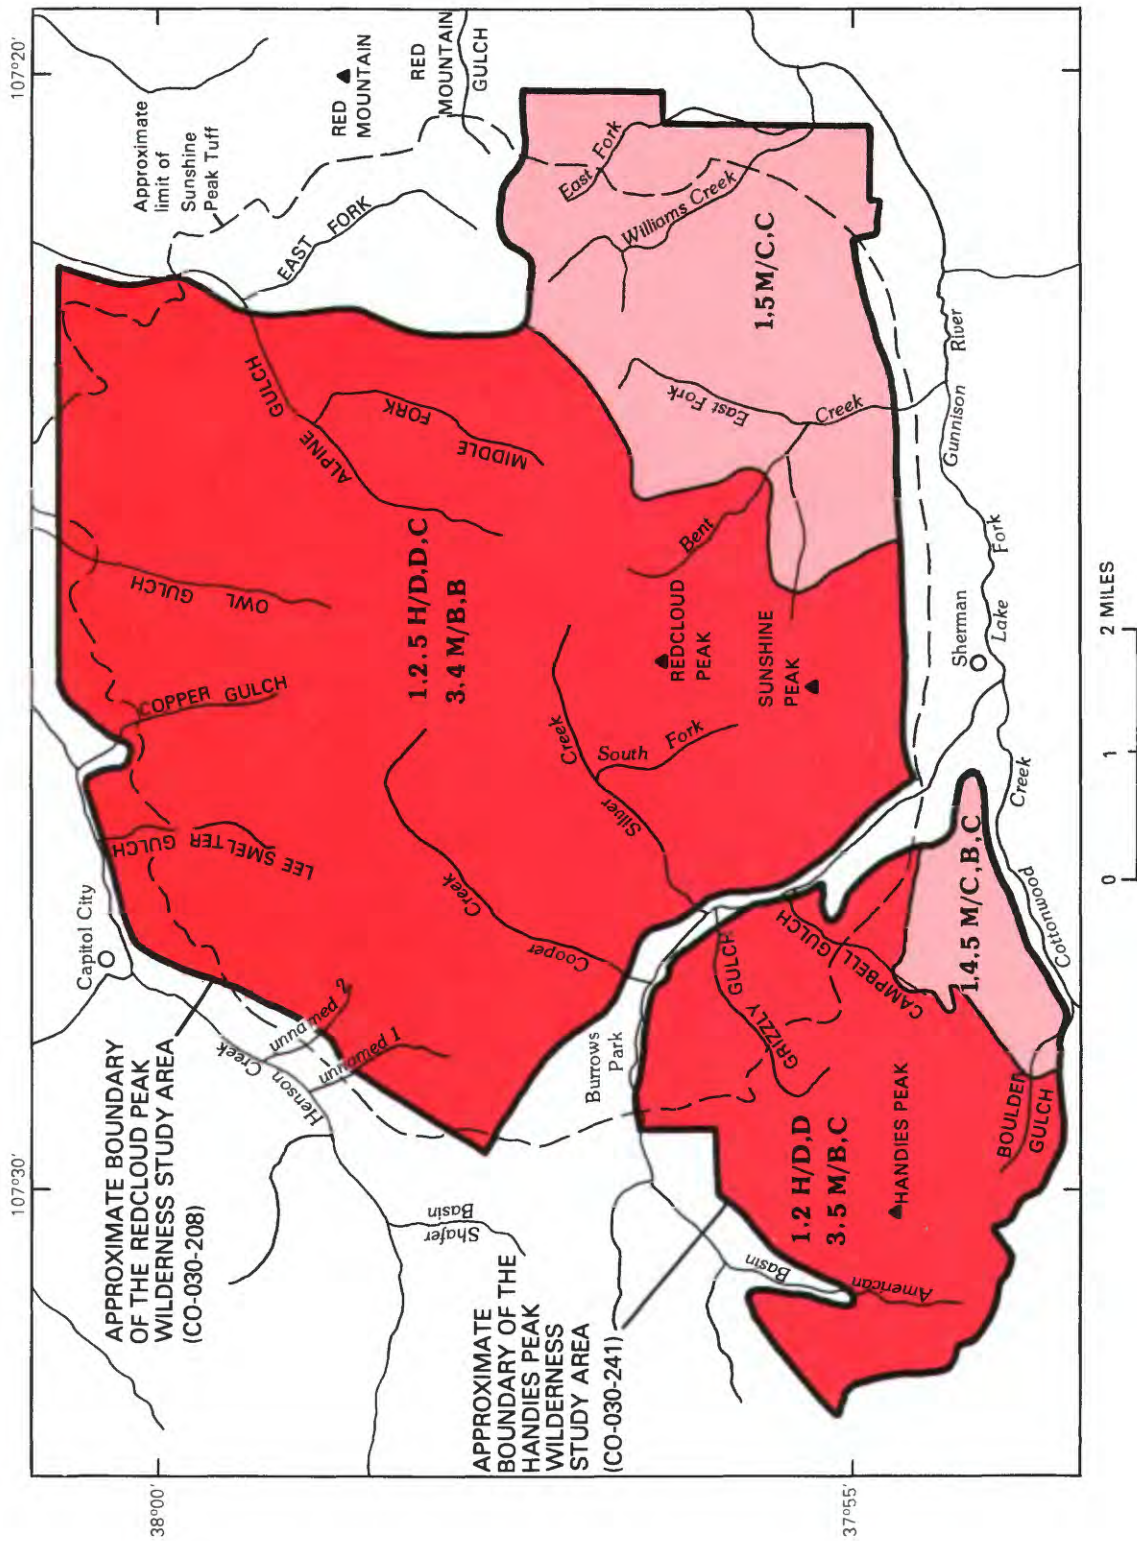 107°30'
107°20'
38°00'
37°55'
APPROXIMATE BOUNDARY
OF THE REDCLOUD PEAK
WILDERNESS STUDY AREA
(CO-030-208)
Capitol City
Henson Creek
unnamed 2
unnamed 1
Shafer
Basin
LEE SMELTER
GULCH
COPPER GULCH
OWL
GULCH
ALPINE
GULCH
MIDDLE
FORK
EAST FORK
Approximate
limit of
Sunshine
Peak Tuff
RED
MOUNTAIN
RED
MOUNTAIN
GULCH
1.2.5 H/D,D,C
3.4 M/B,B
Cooper
Creek
Silver
Creek
South
Fork
REDCLOUD
PEAK
SUNSHINE
PEAK
Bent
Creek
East Fork
East Fork
Williams Creek
1,5 M/C,C
APPROXIMATE
BOUNDARY OF THE
HANDIES PEAK
WILDERNESS
STUDY AREA
(CO-030-241)
Burrows
Park
GRIZZLY
GULCH
CAMPBELL GULCH
1.2 H/D,D
3,5 M/B,C
HANDIES PEAK
American
Basin
BOULDER
GULCH
1,4.5 M/C,B,C
Cottonwood
Creek
Sherman
Lake
Fork
Gunnison
River
0
1
2 MILES